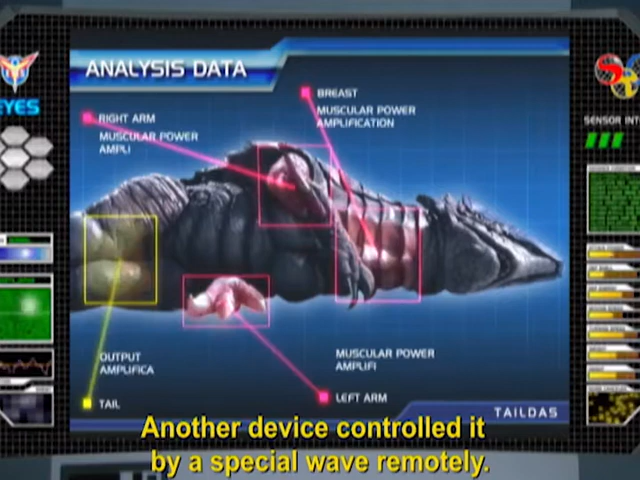 ANALYSIS DATA
BREAST
MUSCULAR POWER
AMPLIFICATION
RIGHT ARM
MUSCULAR POWER
AMPLI
EYES
SENSOR INT
OUTPUT
AMPLIFICA
TAIL
MUSCULAR POWER
AMPLIFI
LEFT ARM
TAILDAS
Another device controlled it
by a special wave remotely.